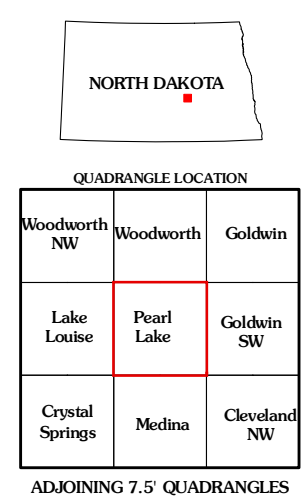 NORTH DAKOTA
QUADRANGLE LOCATION
Woodworth
NW
Woodworth
Goldwin
Lake
Louise
Pearl
Lake
Goldwin
SW
Crystal
Springs
Medina
Cleveland
NW
ADJOINING 7.5' QUADRANGLES